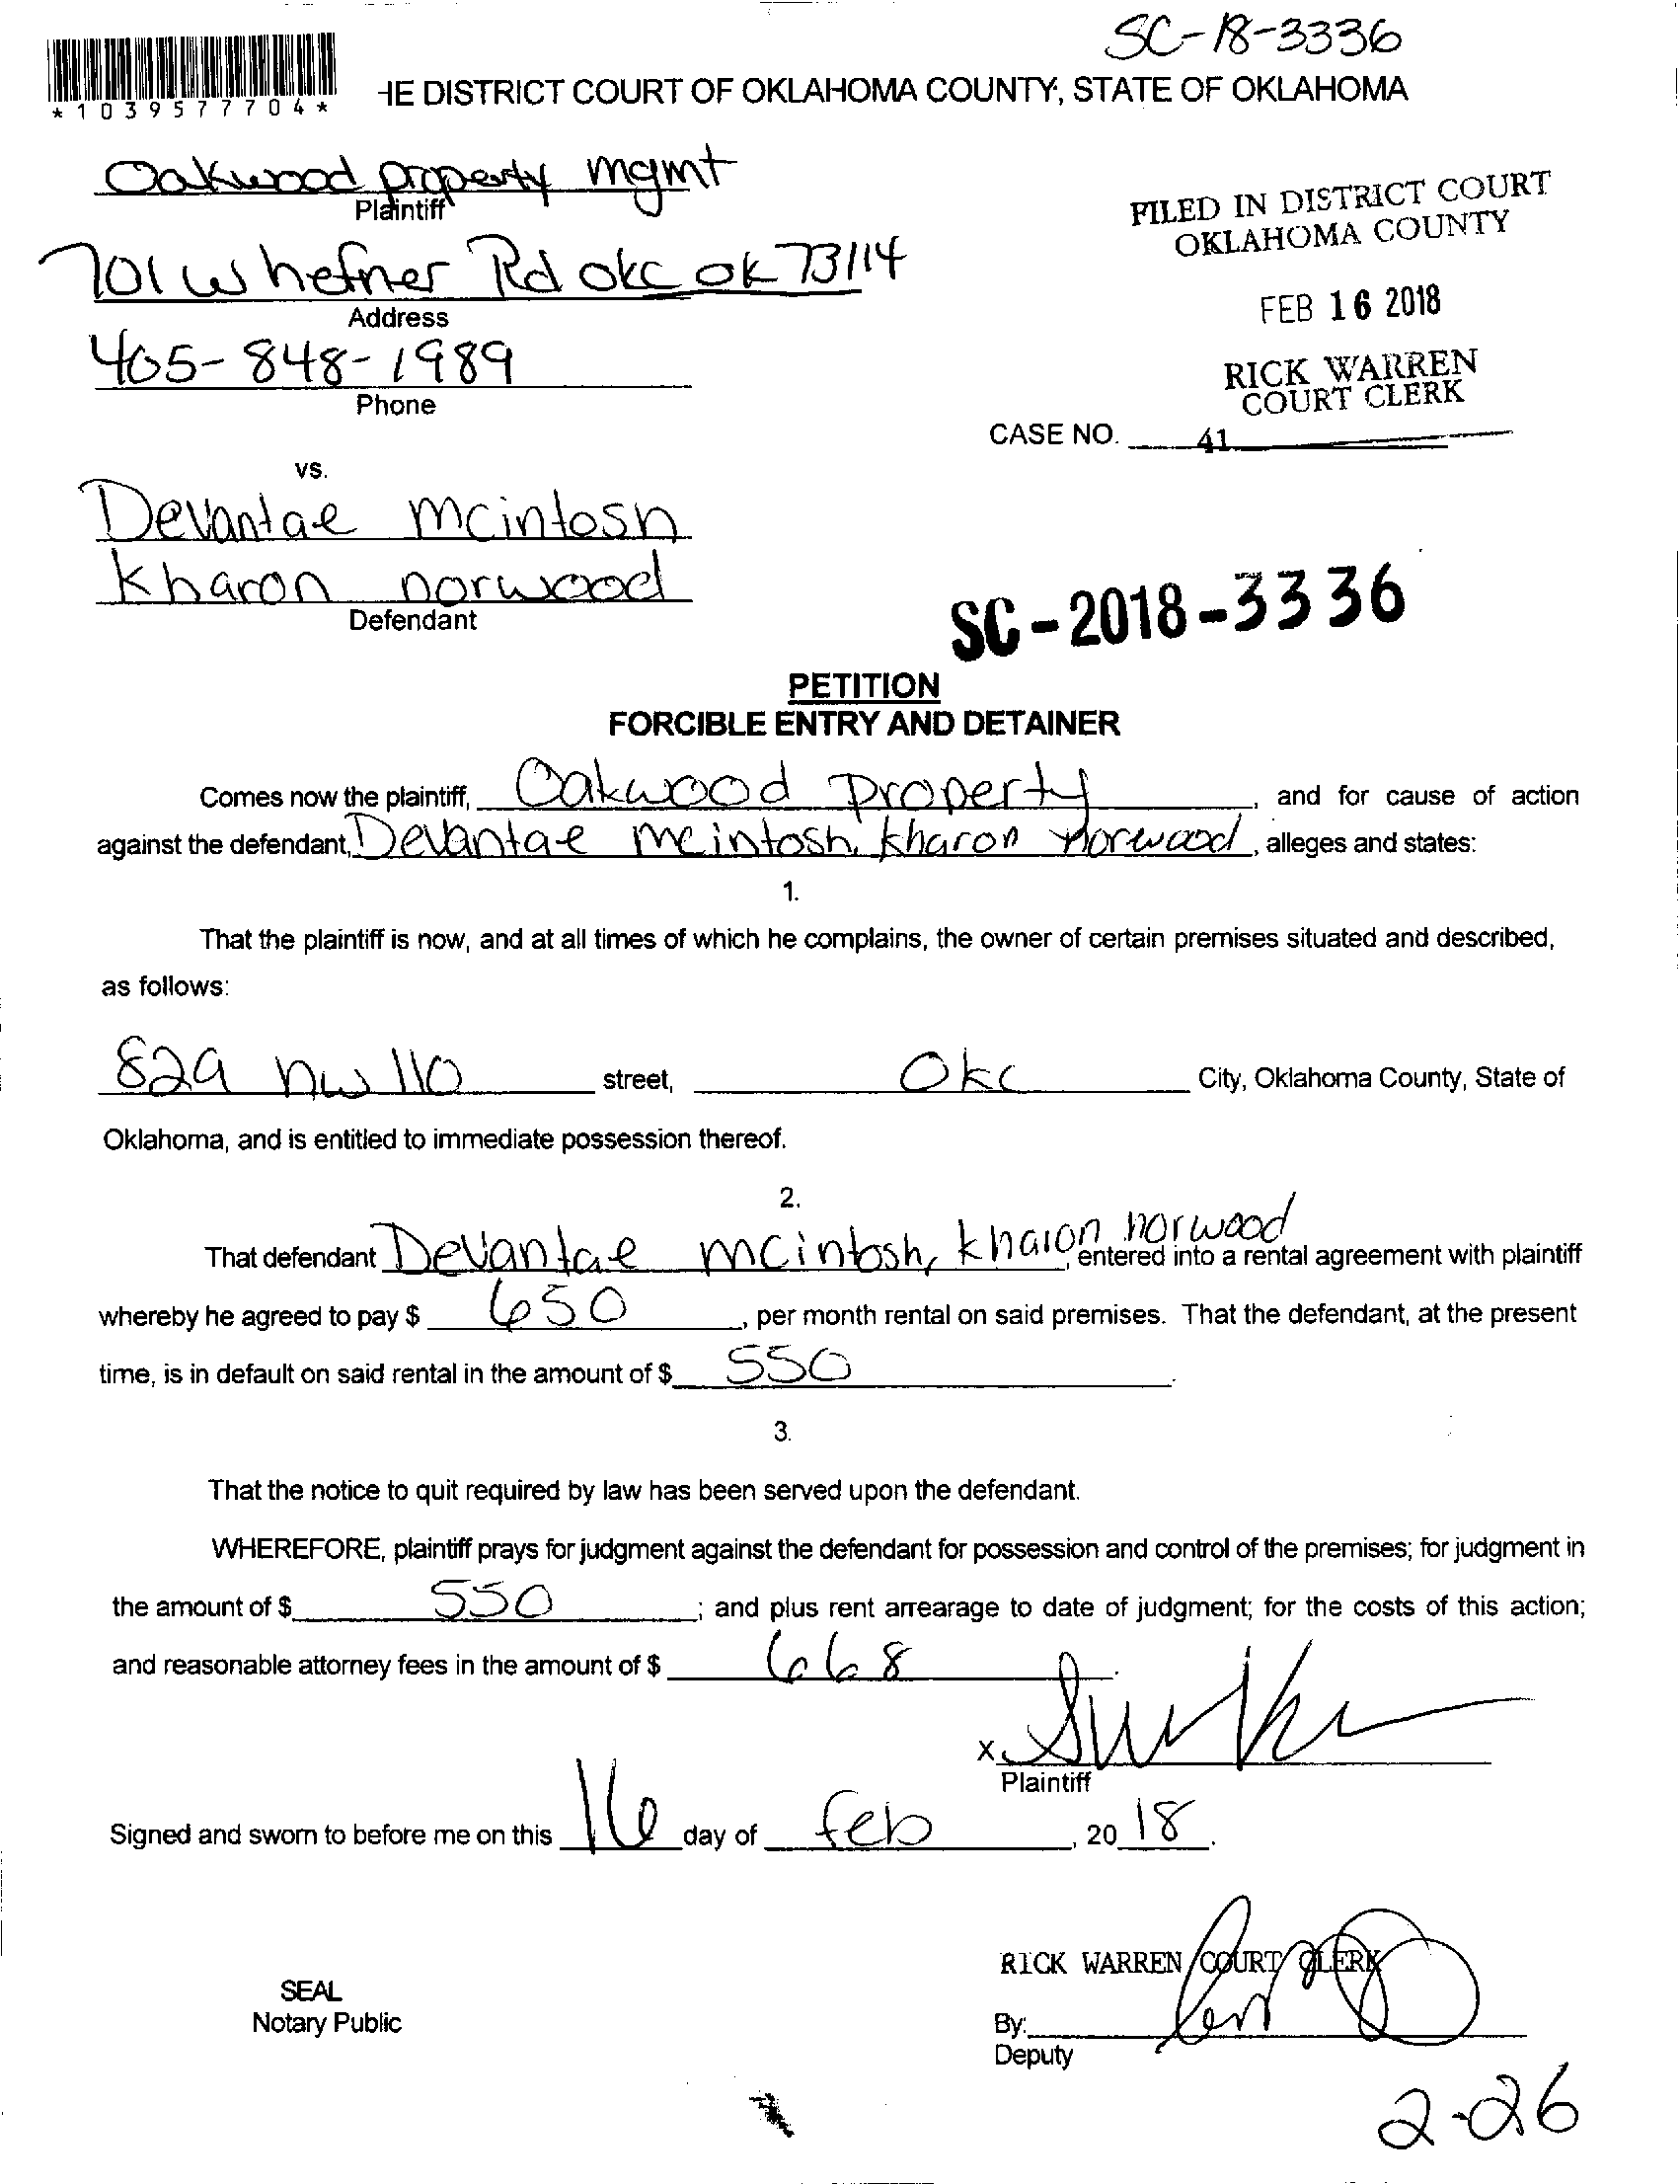 SC-18-3336
*1039577704*
HE DISTRICT COURT OF OKLAHOMA COUNTY, STATE OF OKLAHOMA
Oakwood property mgmt
Plaintiff
FILED IN DISTRICT COURT
OKLAHOMA COUNTY
701 W hefner Rd okc ok 73114
Address
FEB 16 2018
405-848-1989
Phone
RICK WARREN
COURT CLERK
CASE NO. 41
vs.
Devantae mcintosh
kharon norwood
Defendant
SC-2018-3336
PETITION
FORCIBLE ENTRY AND DETAINER
Comes now the plaintiff, Oakwood Property, and for cause of action
against the defendant, Devantae mcintosh, kharon norwood, alleges and states:
1.
That the plaintiff is now, and at all times of which he complains, the owner of certain premises situated and described,
as follows:
829 nw 110 street, Okc City, Oklahoma County, State of
Oklahoma, and is entitled to immediate possession thereof.
2.
That defendant Devantae mcintosh, kharon norwood, entered into a rental agreement with plaintiff
whereby he agreed to pay $ 650, per month rental on said premises. That the defendant, at the present
time, is in default on said rental in the amount of $ 550.
3.
That the notice to quit required by law has been served upon the defendant.
WHEREFORE, plaintiff prays for judgment against the defendant for possession and control of the premises; for judgment in
the amount of $ 550; and plus rent arrearage to date of judgment; for the costs of this action;
and reasonable attorney fees in the amount of $ 668.
X
Plaintiff
Signed and sworn to before me on this 16 day of feb, 20 18.
RICK WARREN COURT CLERK
SEAL
Notary Public
By:
Deputy
2-26